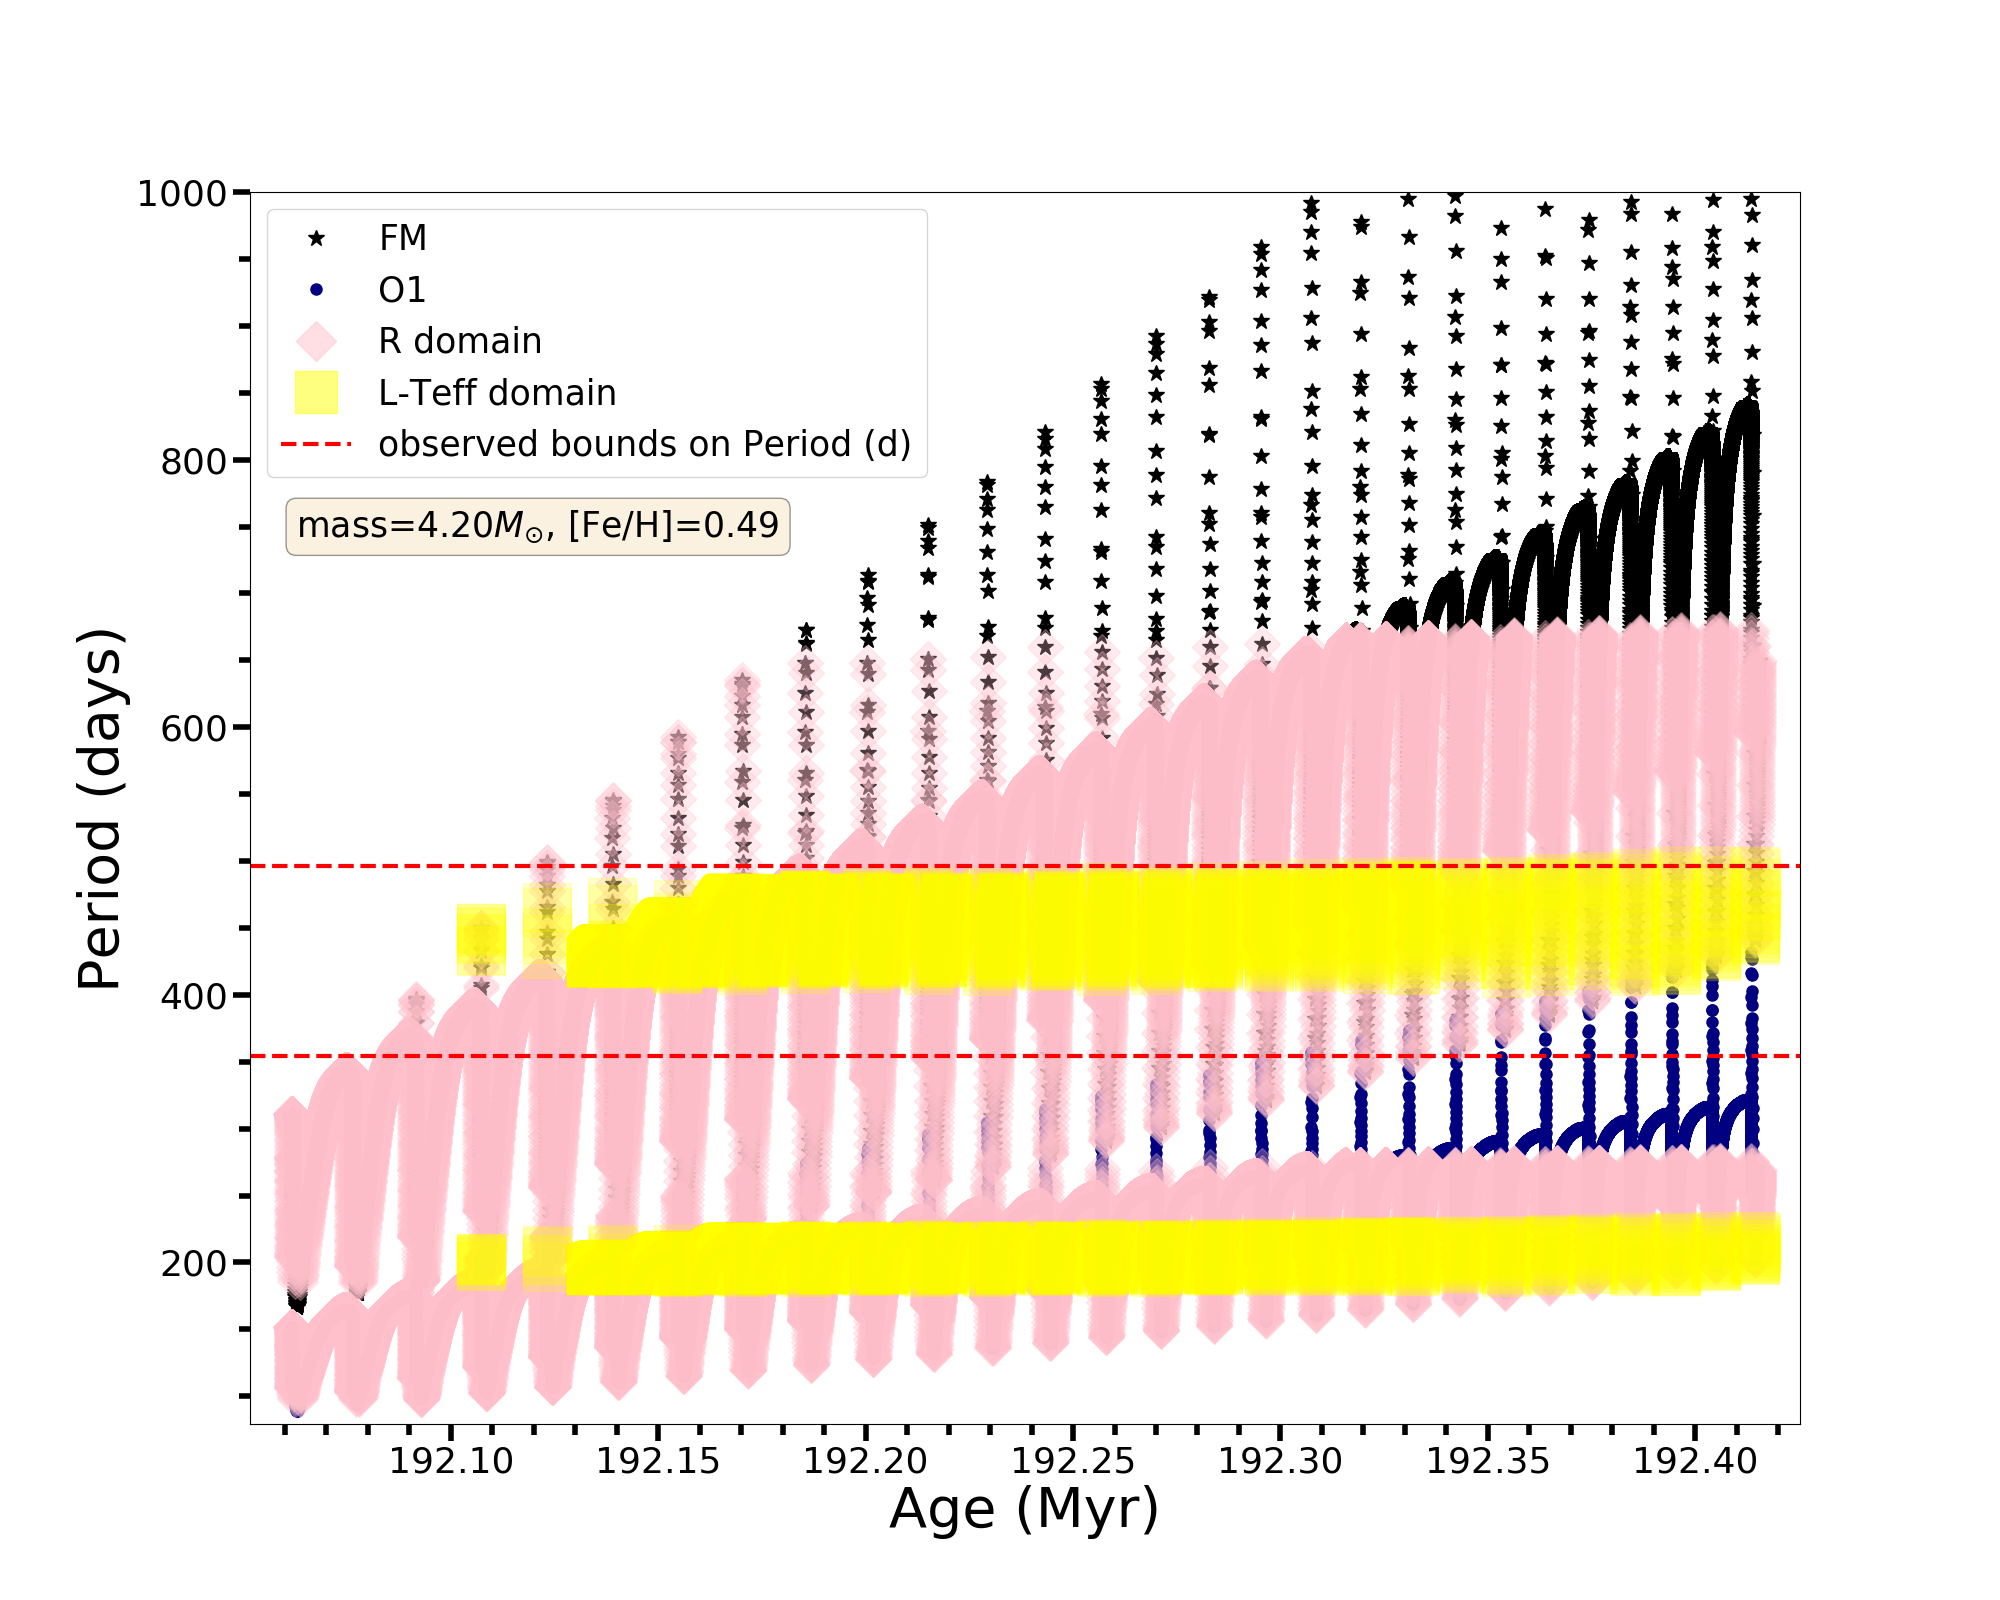 1000
800
600
400
200
Period (days)
FM
O1
R domain
L-Teff domain
observed bounds on Period (d)
mass=4.20M⊙, [Fe/H]=0.49
192.10 192.15 192.20 192.25 192.30 192.35 192.40
Age (Myr)